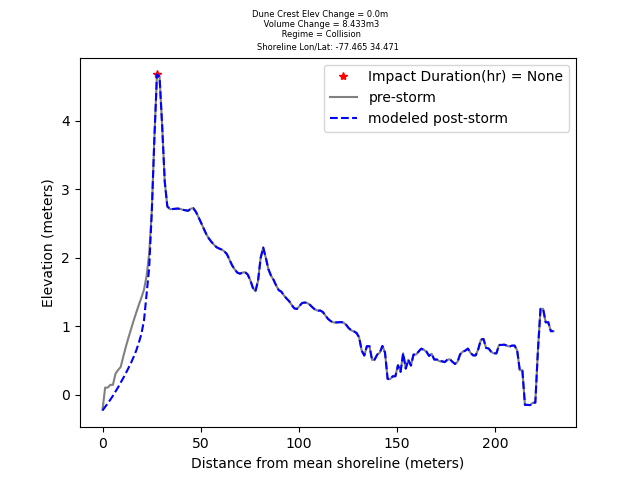 Dune Crest Elev Change = 0.0m
Volume Change = 8.433m3
Regime = Collision
Shoreline Lon/Lat: -77.465 34.471
Impact Duration(hr) = None
pre-storm
modeled post-storm
Elevation (meters)
4
3
2
1
0
0 50 100 150 200
Distance from mean shoreline (meters)